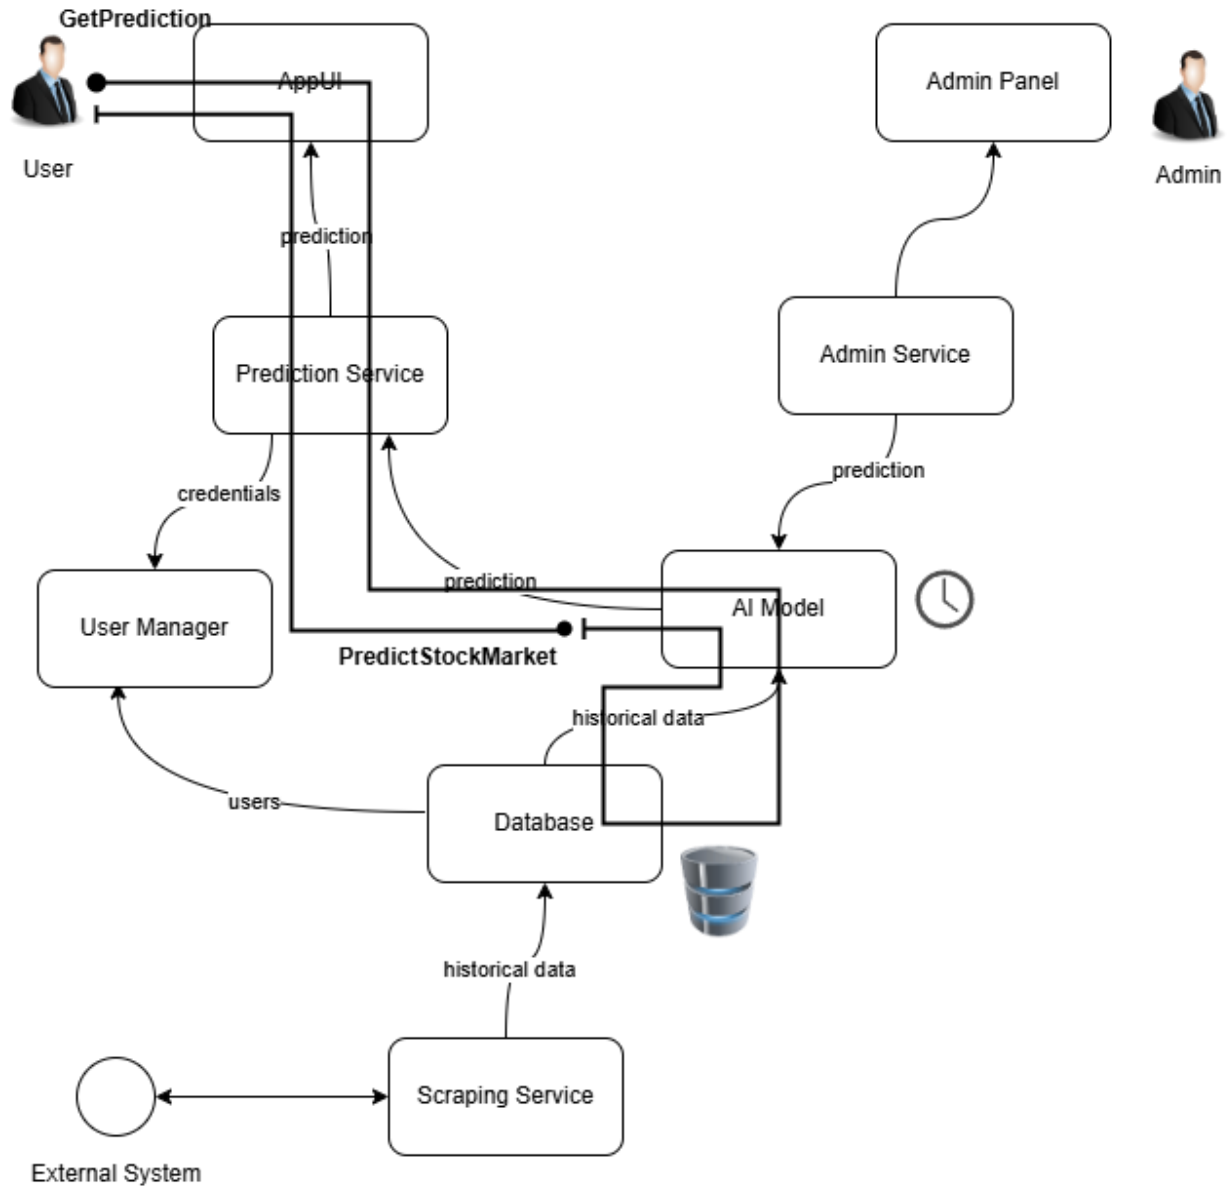 GetPrediction
AppUI
Admin Panel
User
Admin
prediction
Admin Service
Prediction Service
prediction
credentials
prediction
AI Model
User Manager
PredictStockMarket
historical data
users
Database
historical data
Scraping Service
External System